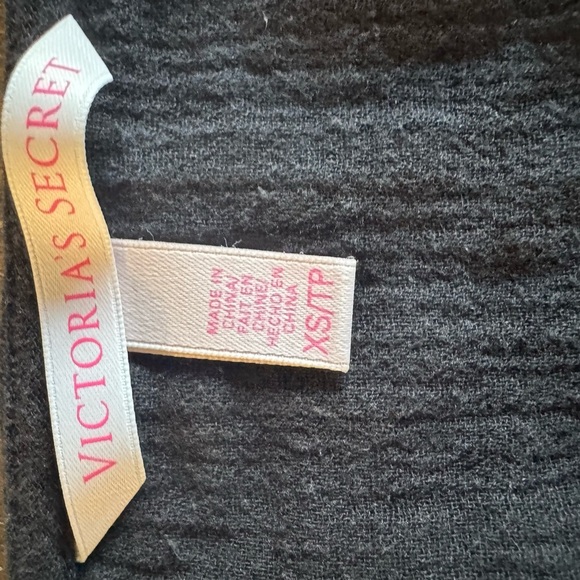 VICTORIA'S SECRET
MADE IN
CHINA/
FAIT EN
CHINE/
HECHO EN
CHINA
XS/TP